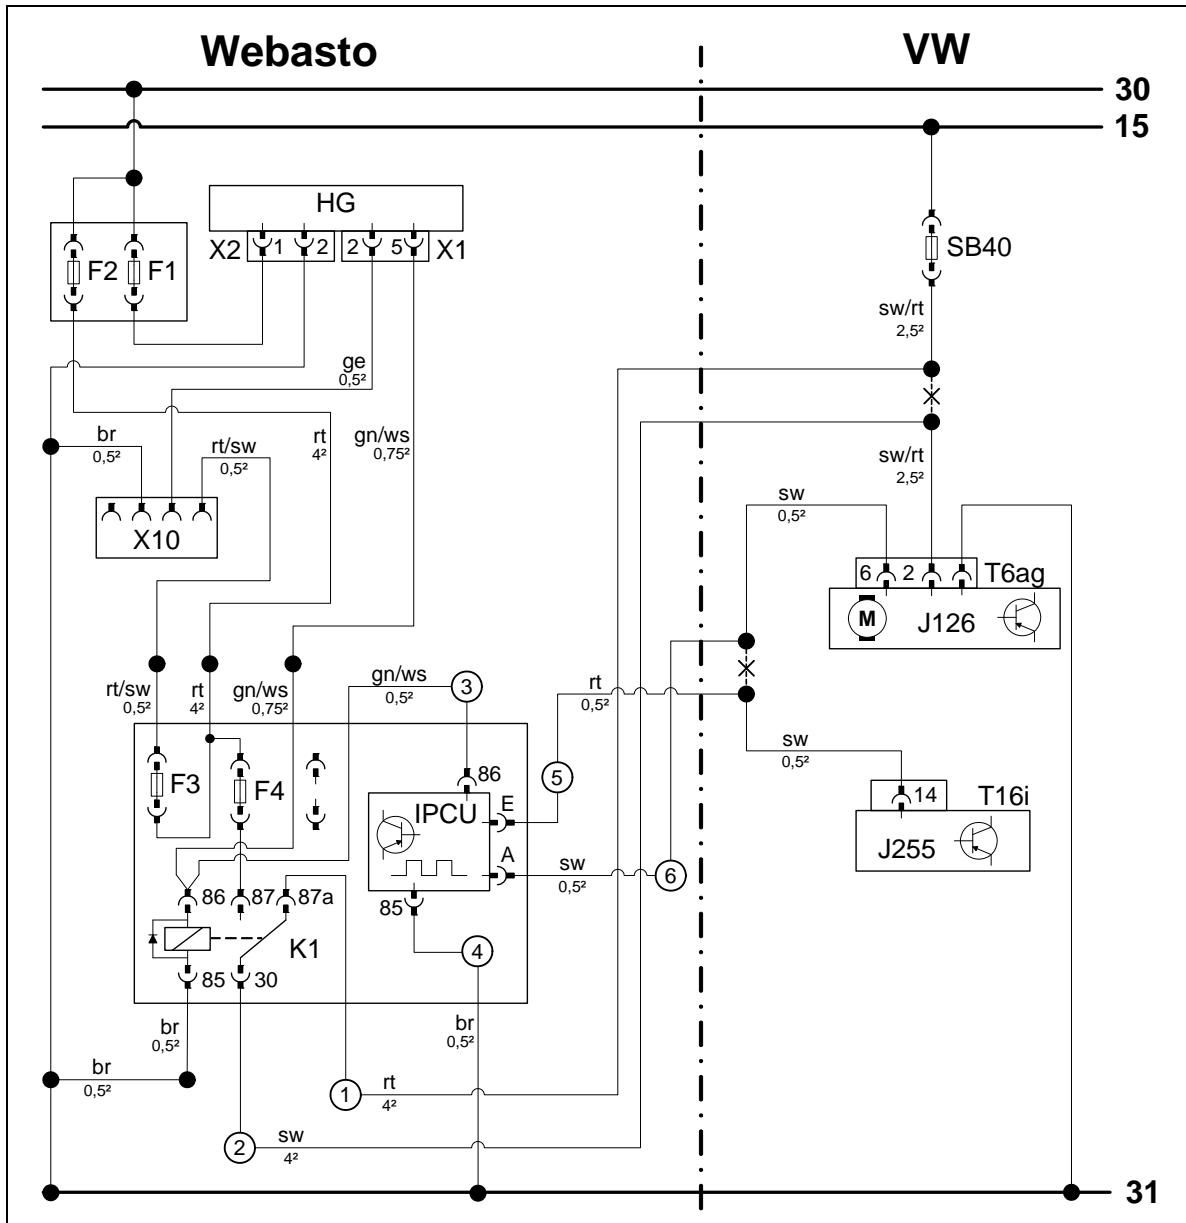 Webasto
VW
30
15
HG
X2
1
2
2
5
X1
F2
F1
SB40
sw/rt
2,5²
ge
0,5²
br
0,5²
rt/sw
0,5²
rt
4²
gn/ws
0,75²
sw/rt
2,5²
sw
0,5²
X10
6
2
T6ag
M
J126
rt/sw
0,5²
rt
4²
gn/ws
0,75²
gn/ws
0,5²
3
rt
0,5²
sw
0,5²
5
86
F3
F4
IPCU
E
14
T16i
A
J255
sw
0,5²
6
86
87
87a
85
K1
4
85
30
br
0,5²
br
0,5²
br
0,5²
1
rt
4²
2
sw
4²
31